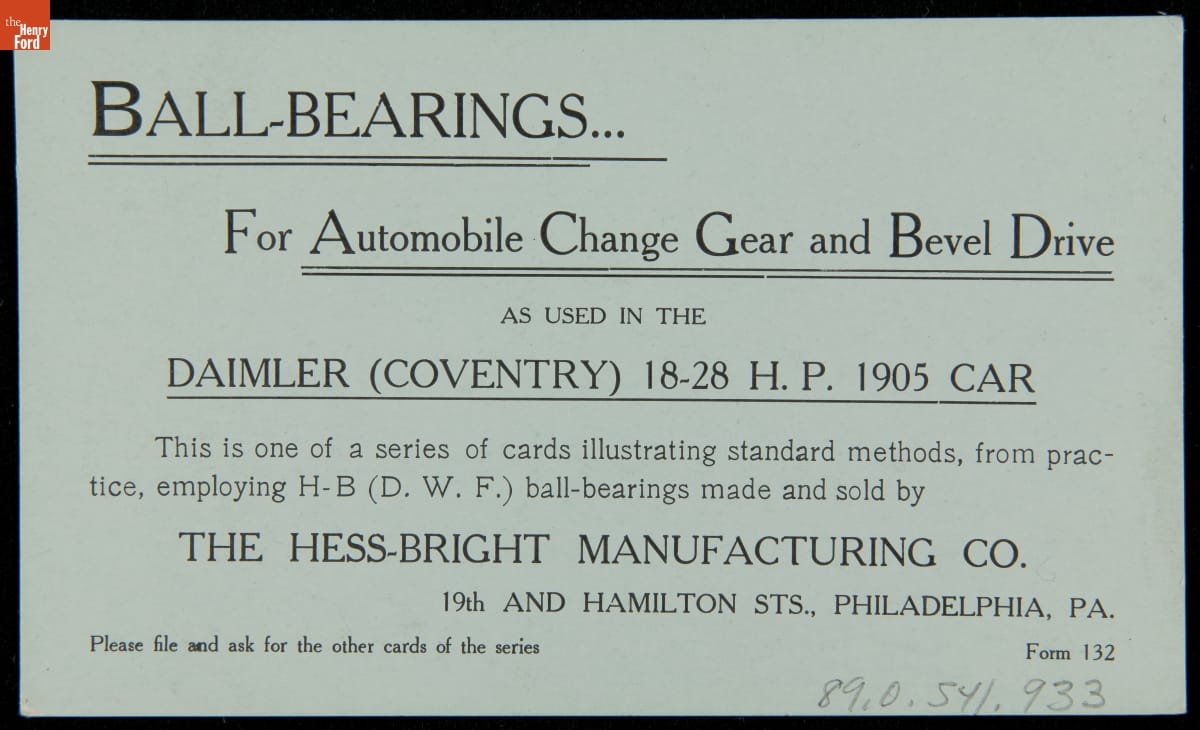 the
Henry
Ford
BALL-BEARINGS...
For Automobile Change Gear and Bevel Drive
AS USED IN THE
DAIMLER (COVENTRY) 18-28 H. P. 1905 CAR
This is one of a series of cards illustrating standard methods, from prac-
tice, employing H-B (D. W. F.) ball-bearings made and sold by
THE HESS-BRIGHT MANUFACTURING CO.
19th AND HAMILTON STS., PHILADELPHIA, PA.
Please file and ask for the other cards of the series
Form 132
89.0.541.933